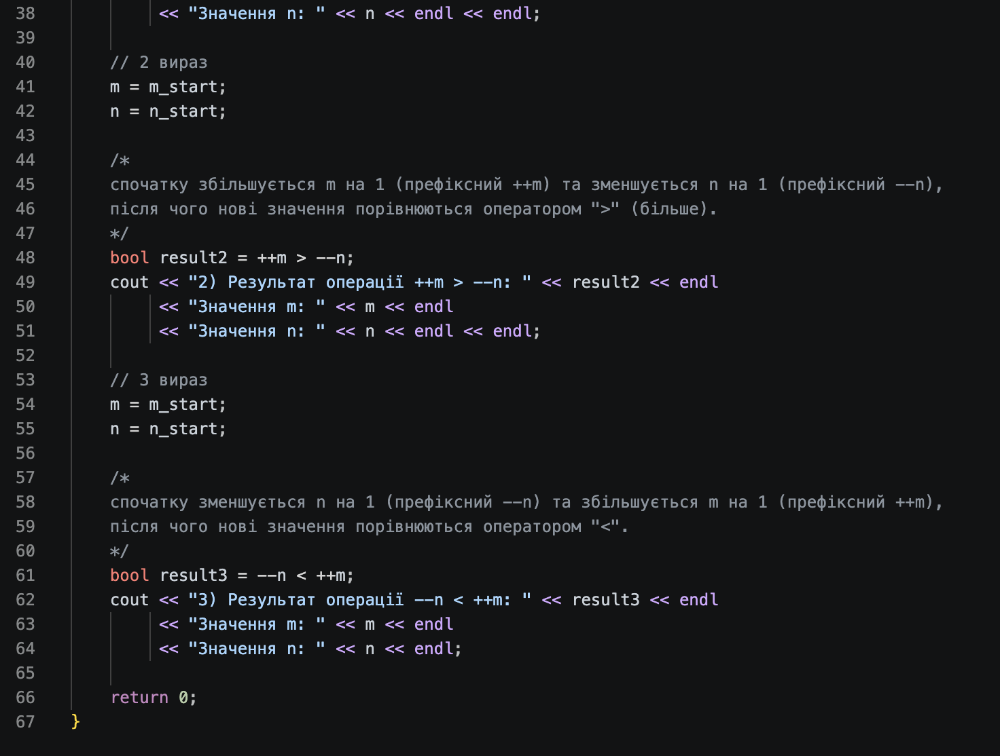 38 << "Значення n: " << n << endl << endl;
39
40 // 2 вираз
41 m = m_start;
42 n = n_start;
43
44 /*
45 спочатку збільшується m на 1 (префіксний ++m) та зменшується n на 1 (префіксний --n),
46 після чого нові значення порівнюються оператором ">" (більше).
47 */
48 bool result2 = ++m > --n;
49 cout << "2) Результат операції ++m > --n: " << result2 << endl
50 << "Значення m: " << m << endl
51 << "Значення n: " << n << endl << endl;
52
53 // 3 вираз
54 m = m_start;
55 n = n_start;
56
57 /*
58 спочатку зменшується n на 1 (префіксний --n) та збільшується m на 1 (префіксний ++m),
59 після чого нові значення порівнюються оператором "<".
60 */
61 bool result3 = --n < ++m;
62 cout << "3) Результат операції --n < ++m: " << result3 << endl
63 << "Значення m: " << m << endl
64 << "Значення n: " << n << endl;
65
66 return 0;
67 }